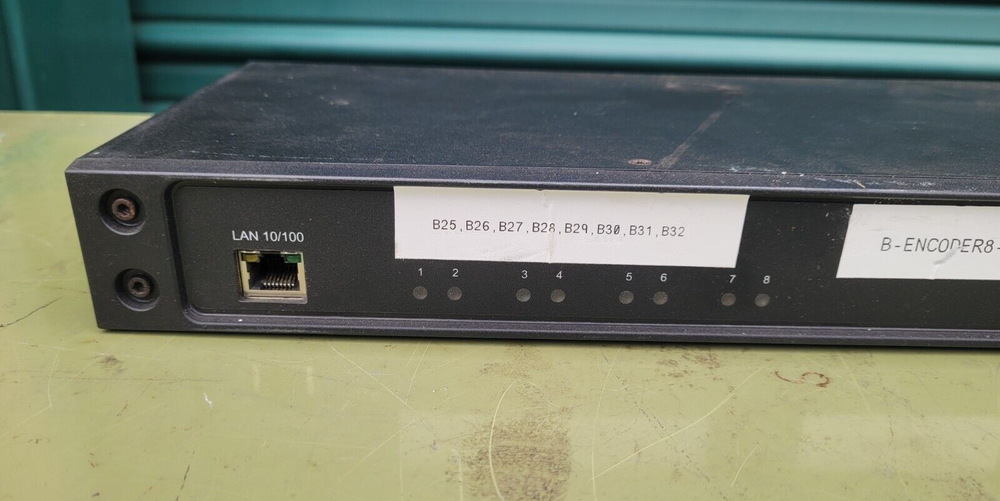 LAN 10/100
B25,B26,B27,B28,B29,B30,B31,B32
1 2 3 4 5 6 7 8
B-ENCODER8-